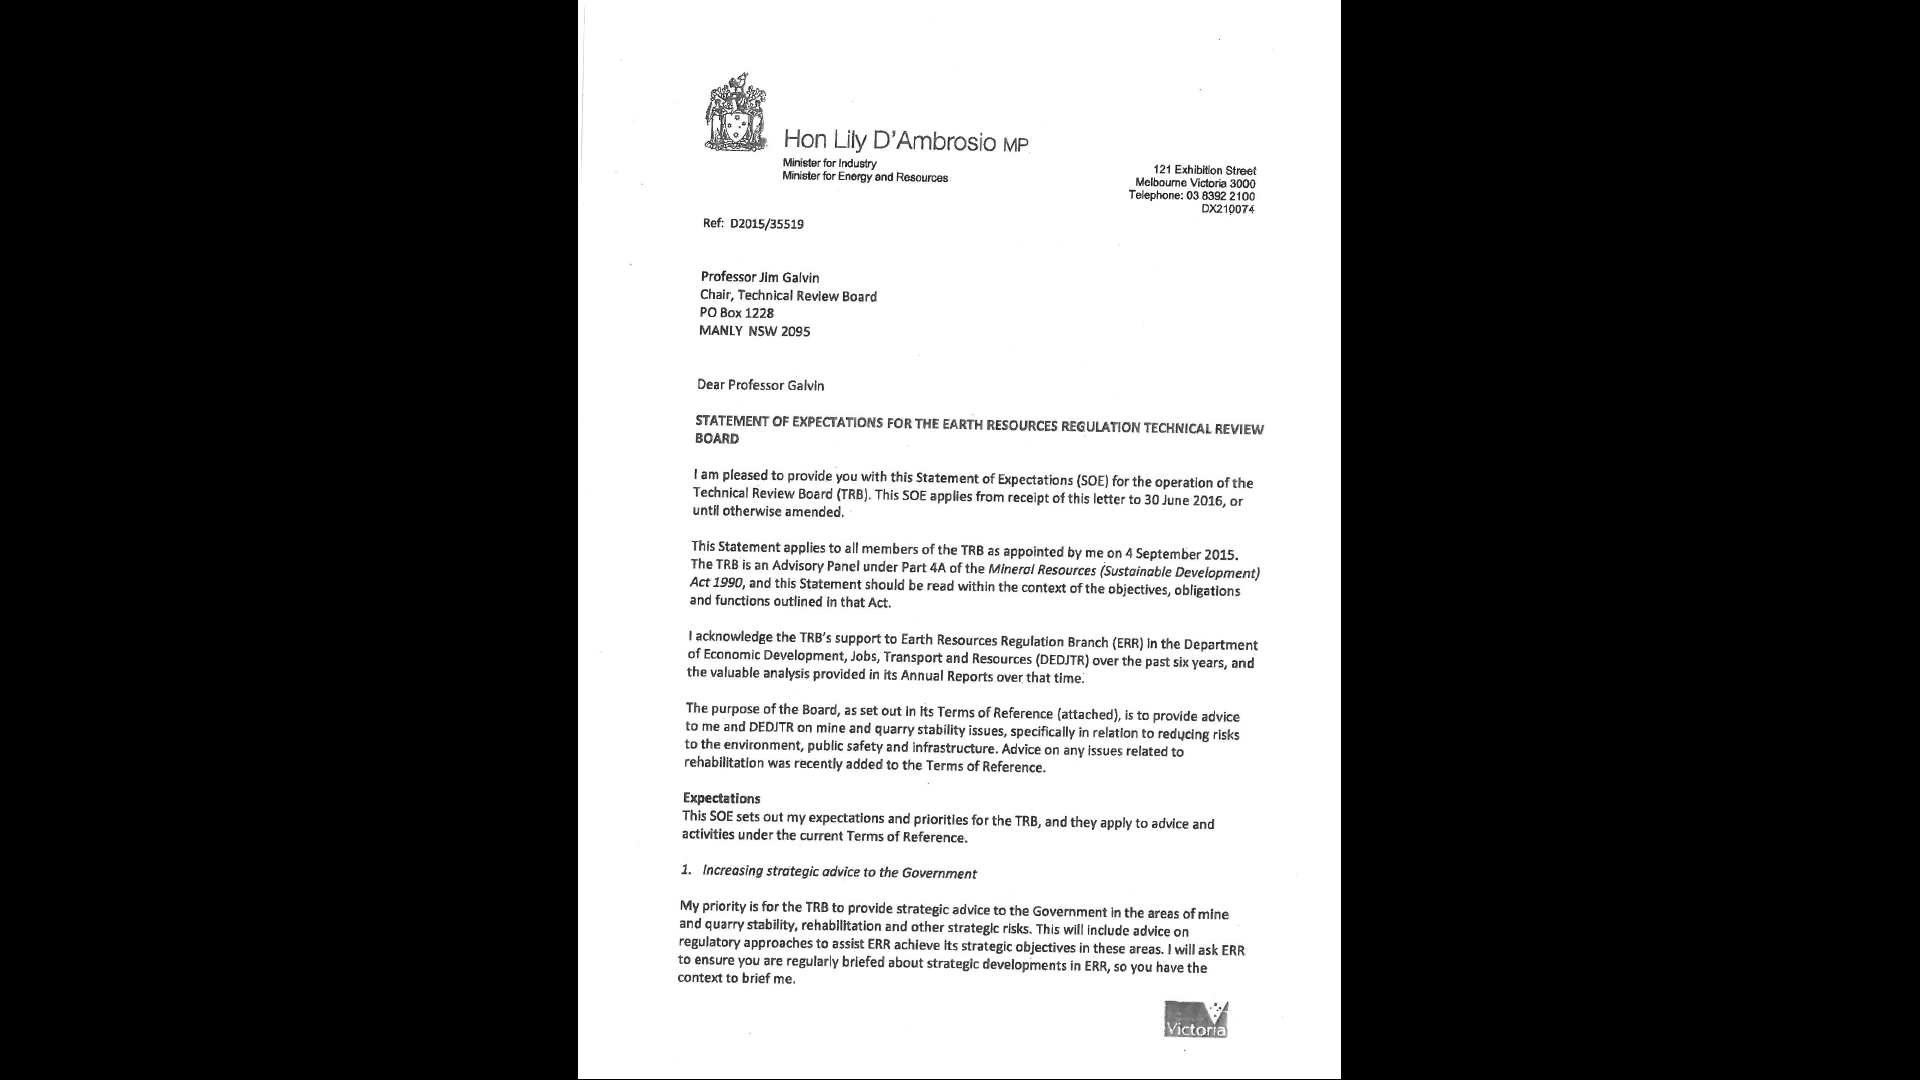 Hon Lily D'Ambrosio MP
Minister for Industry
Minister for Energy and Resources
121 Exhibition Street
Melbourne Victoria 3000
Telephone: 03 8392 2100
DX210074
Ref: D2015/35519
Professor Jim Galvin
Chair, Technical Review Board
PO Box 1228
MANLY NSW 2095
Dear Professor Galvin
STATEMENT OF EXPECTATIONS FOR THE EARTH RESOURCES REGULATION TECHNICAL REVIEW
BOARD
I am pleased to provide you with this Statement of Expectations (SOE) for the operation of the
Technical Review Board (TRB). This SOE applies from receipt of this letter to 30 June 2016, or
until otherwise amended.
This Statement applies to all members of the TRB as appointed by me on 4 September 2015.
The TRB is an Advisory Panel under Part 4A of the Mineral Resources (Sustainable Development)
Act 1990, and this Statement should be read within the context of the objectives, obligations
and functions outlined in that Act.
I acknowledge the TRB's support to Earth Resources Regulation Branch (ERR) in the Department
of Economic Development, Jobs, Transport and Resources (DEDJTR) over the past six years, and
the valuable analysis provided in its Annual Reports over that time.
The purpose of the Board, as set out in its Terms of Reference (attached), is to provide advice
to me and DEDJTR on mine and quarry stability issues, specifically in relation to reducing risks
to the environment, public safety and infrastructure. Advice on any issues related to
rehabilitation was recently added to the Terms of Reference.
Expectations
This SOE sets out my expectations and priorities for the TRB, and they apply to advice and
activities under the current Terms of Reference.
1. Increasing strategic advice to the Government
My priority is for the TRB to provide strategic advice to the Government in the areas of mine
and quarry stability, rehabilitation and other strategic risks. This will include advice on
regulatory approaches to assist ERR achieve its strategic objectives in these areas. I will ask ERR
to ensure you are regularly briefed about strategic developments in ERR, so you have the
context to brief me.
Victoria